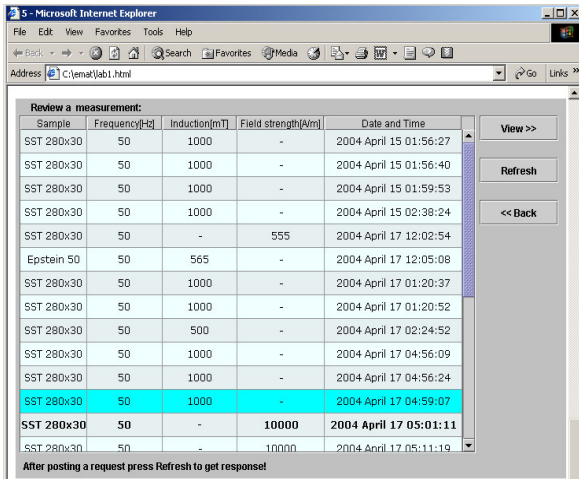 5 - Microsoft Internet Explorer
File Edit View Favorites Tools Help
Back Search Favorites Media
Address C:\emat\lab1.html Go Links »
Review a measurement:
Sample Frequency[Hz] Induction[mT] Field strength[A/m] Date and Time
SST 280x30 50 1000 - 2004 April 15 01:56:27
SST 280x30 50 1000 - 2004 April 15 01:56:40
SST 280x30 50 1000 - 2004 April 15 01:59:53
SST 280x30 50 1000 - 2004 April 15 02:38:24
SST 280x30 50 - 555 2004 April 17 12:02:54
Epstein 50 50 565 - 2004 April 17 12:05:08
SST 280x30 50 1000 - 2004 April 17 01:20:37
SST 280x30 50 1000 - 2004 April 17 01:20:52
SST 280x30 50 500 - 2004 April 17 02:24:52
SST 280x30 50 1000 - 2004 April 17 04:56:09
SST 280x30 50 1000 - 2004 April 17 04:56:24
SST 280x30 50 1000 - 2004 April 17 04:59:07
SST 280x30 50 - 10000 2004 April 17 05:01:11
SST 280x30 50 - 10000 2004 April 17 05:11:19
View >>
Refresh
<< Back
After posting a request press Refresh to get response!